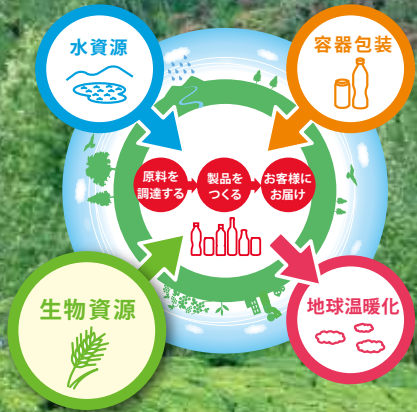 水資源
容器包装
原料を
調達する
製品を
つくる
お客様に
お届け
生物資源
地球温暖化